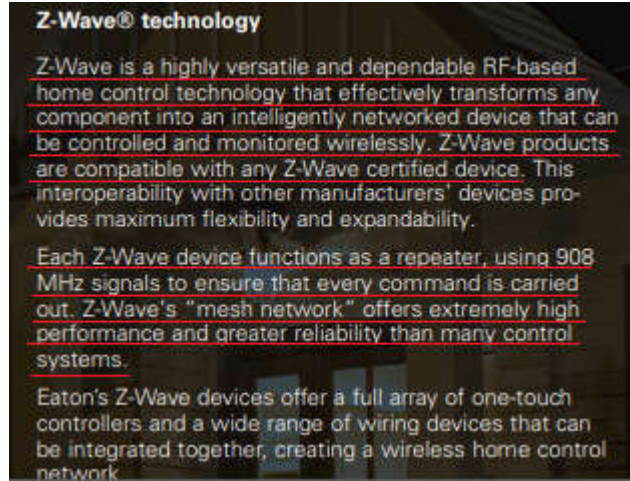 Z-Wave® technology
Z-Wave is a highly versatile and dependable RF-based
home control technology that effectively transforms any
component into an intelligently networked device that can
be controlled and monitored wirelessly. Z-Wave products
are compatible with any Z-Wave certified device. This
interoperability with other manufacturers' devices pro-
vides maximum flexibility and expandability.
Each Z-Wave device functions as a repeater, using 908
MHz signals to ensure that every command is carried
out. Z-Wave's "mesh network" offers extremely high
performance and greater reliability than many control
systems.
Eaton's Z-Wave devices offer a full array of one-touch
controllers and a wide range of wiring devices that can
be integrated together, creating a wireless home control
network